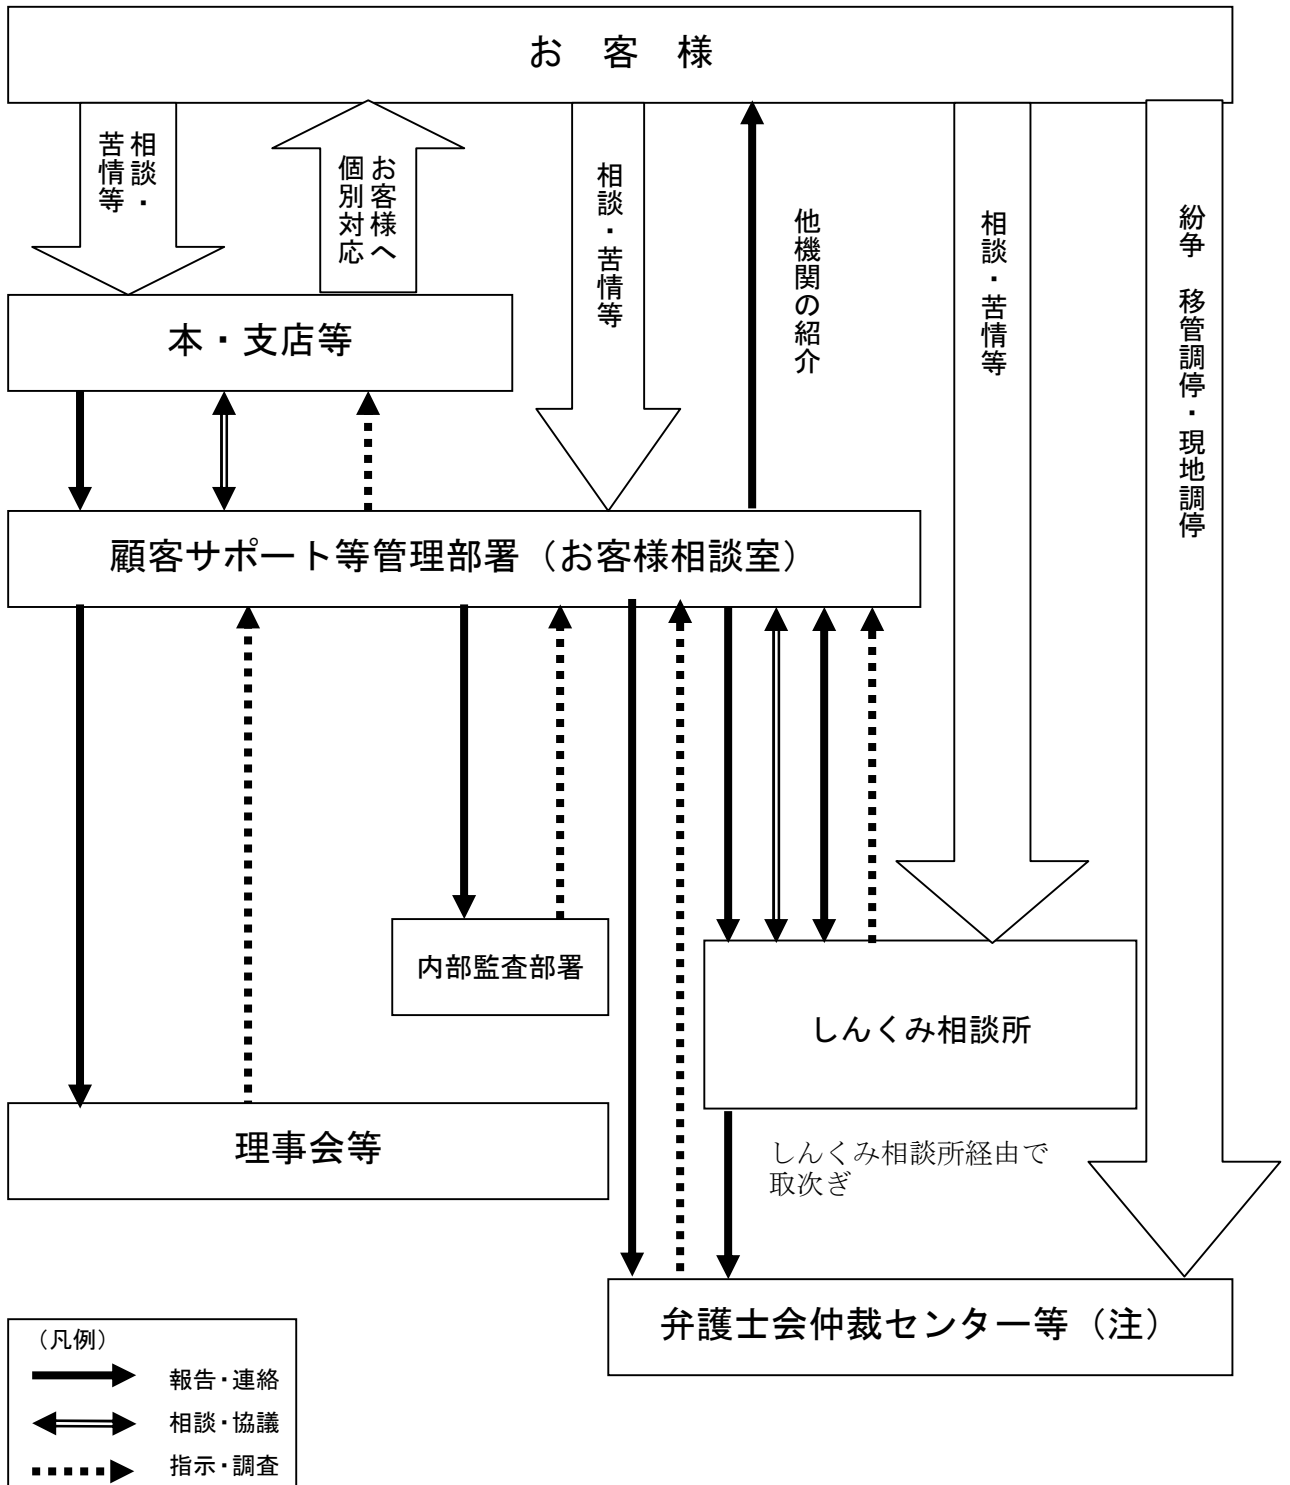 お　客　様
相談・
苦情等
お客様へ
個別対応
相談・苦情等
他機関の紹介
相談・苦情等
紛争　移管調停・現地調停
本・支店等
顧客サポート等管理部署（お客様相談室）
内部監査部署
しんくみ相談所
理事会等
しんくみ相談所経由で
取次ぎ
弁護士会仲裁センター等（注）
（凡例）
報告・連絡
相談・協議
指示・調査